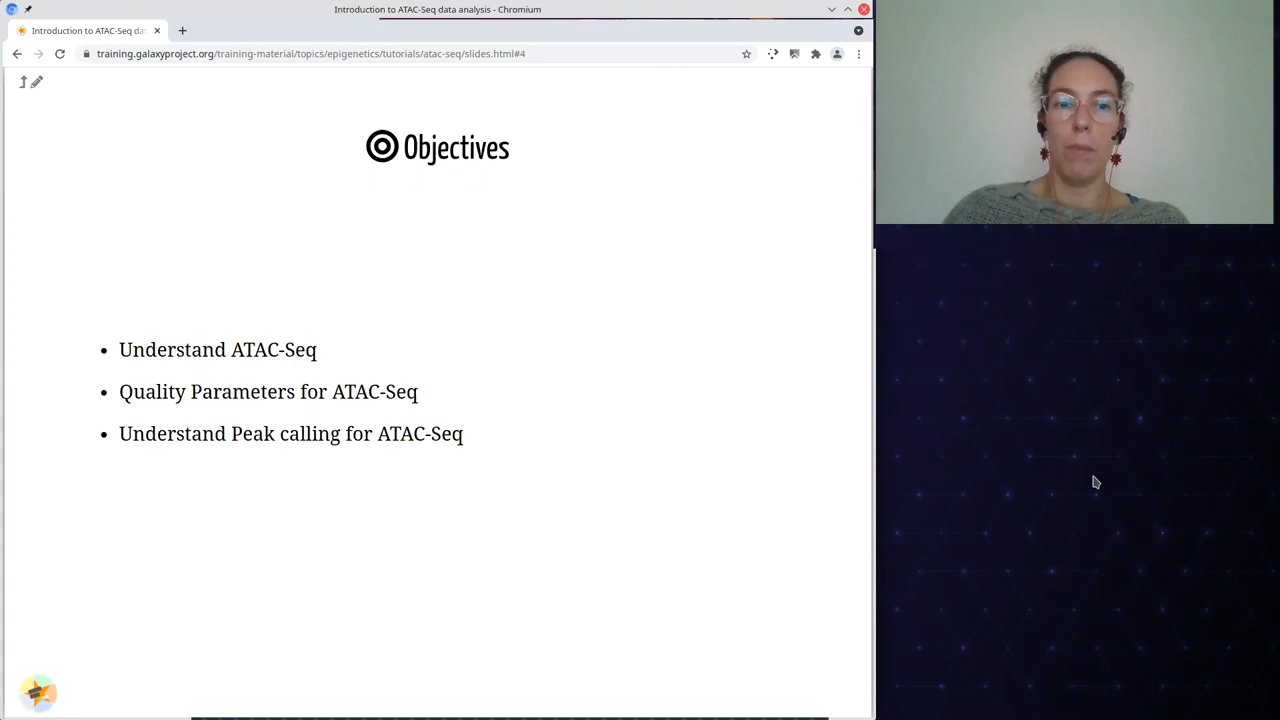 Introduction to ATAC-Seq data analysis - Chromium
Introduction to ATAC-Seq da
training.galaxyproject.org/training-material/topics/epigenetics/tutorials/atac-seq/slides.html#4
Objectives
• Understand ATAC-Seq
• Quality Parameters for ATAC-Seq
• Understand Peak calling for ATAC-Seq